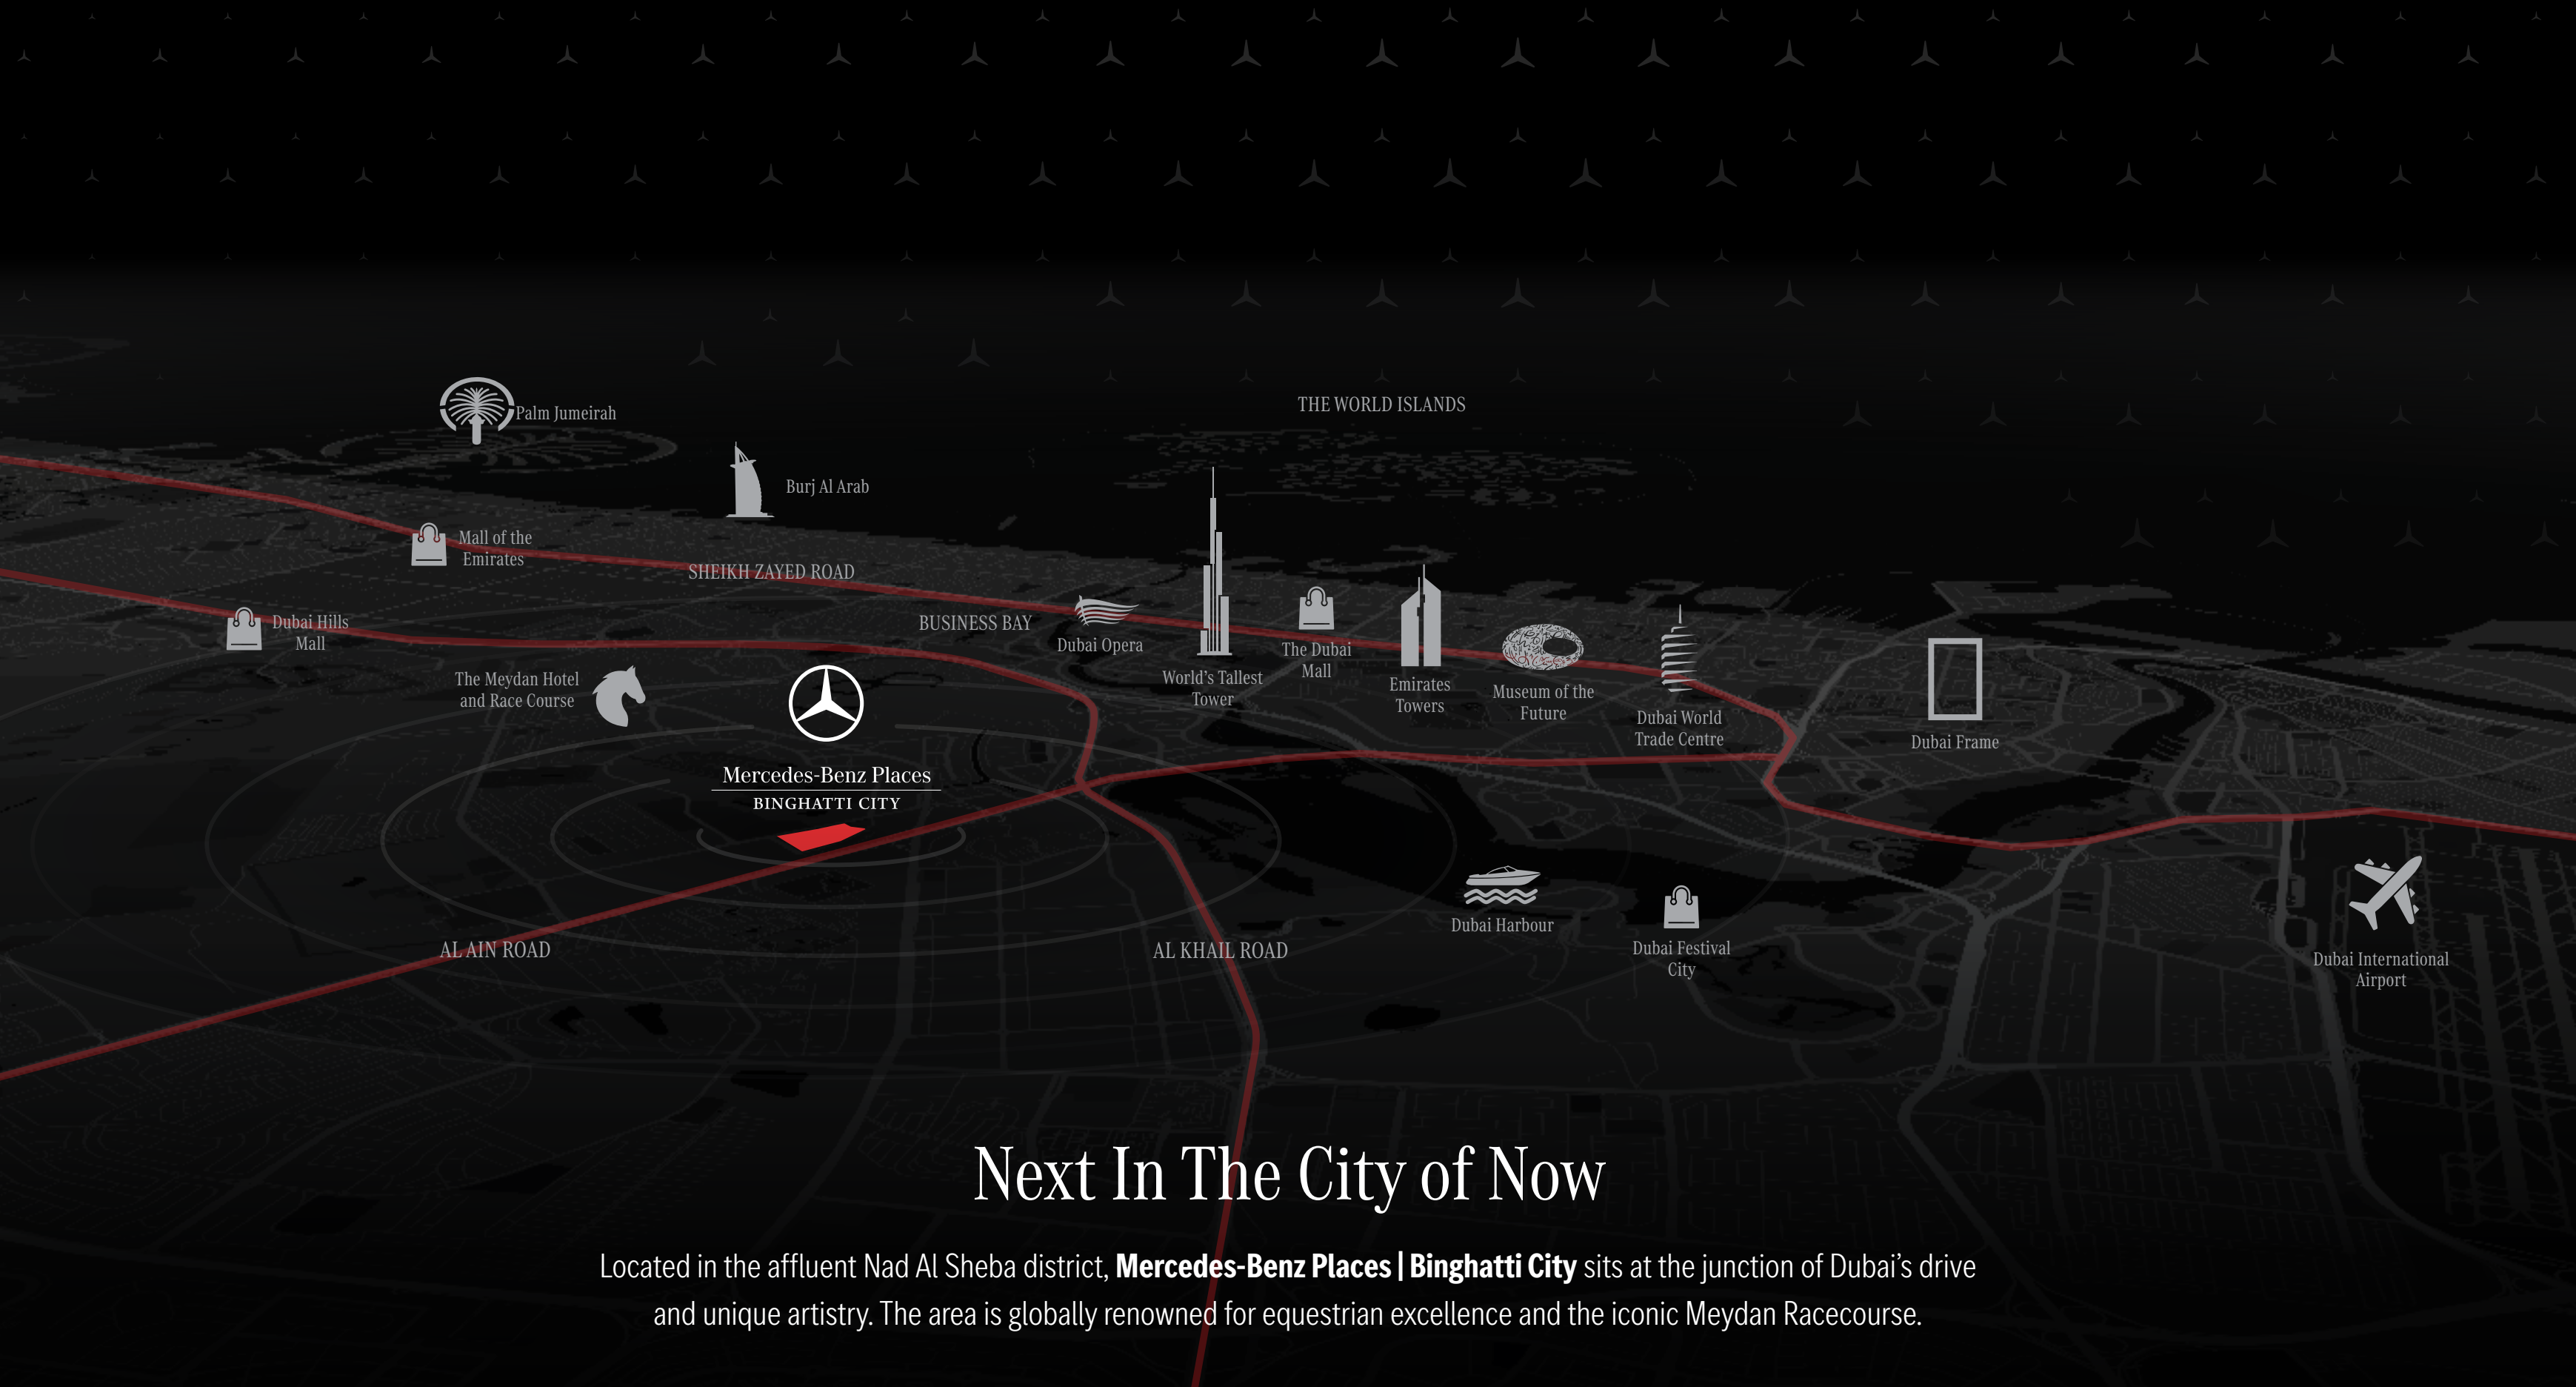 Palm Jumeirah
THE WORLD ISLANDS
Burj Al Arab
Mall of the
Emirates
SHEIKH ZAYED ROAD
Dubai Hills
Mall
BUSINESS BAY
Dubai Opera
The Dubai
Mall
World's Tallest
Tower
Emirates
Towers
Museum of the
Future
Dubai World
Trade Centre
Dubai Frame
The Meydan Hotel
and Race Course
Mercedes-Benz Places
BINGHATTI CITY
Dubai Harbour
Dubai Festival
City
Dubai International
Airport
AL AIN ROAD
AL KHAIL ROAD
Next In The City of Now
Located in the affluent Nad Al Sheba district, Mercedes-Benz Places | Binghatti City sits at the junction of Dubai’s drive
and unique artistry. The area is globally renowned for equestrian excellence and the iconic Meydan Racecourse.